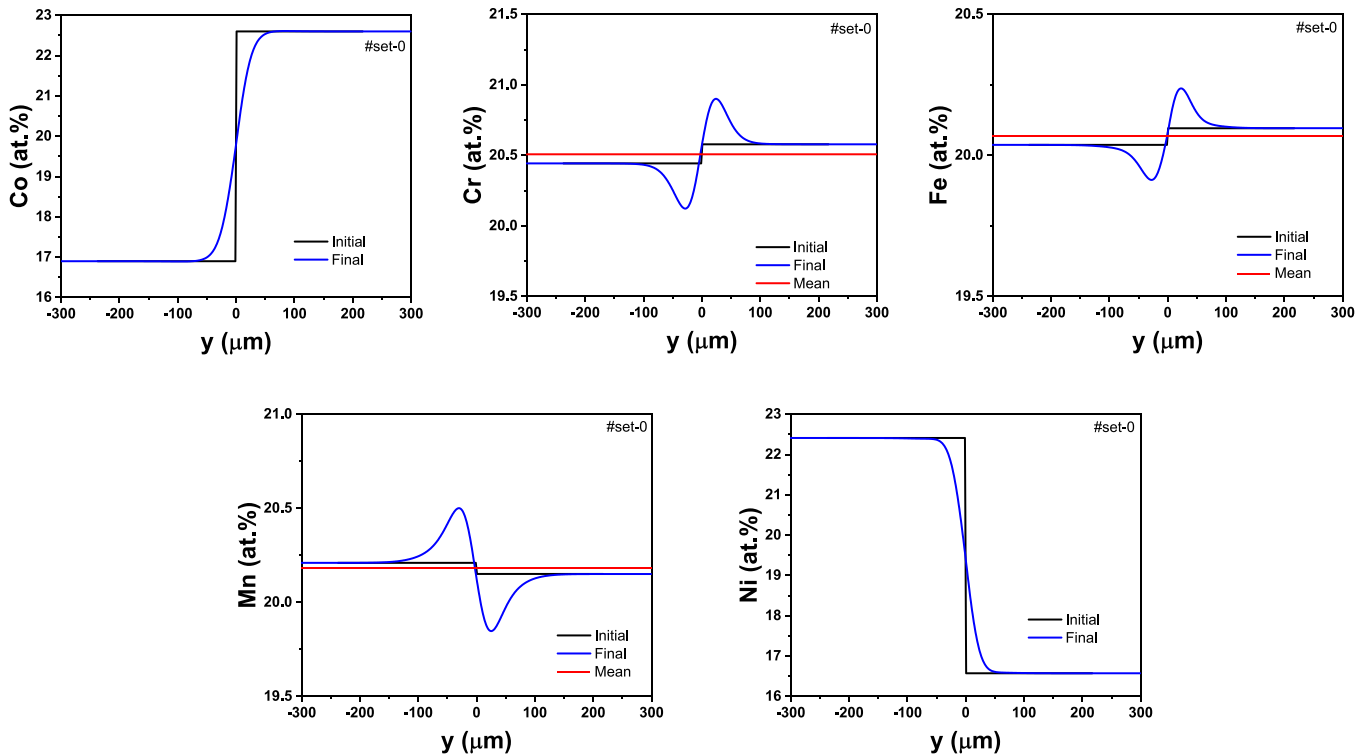 Co (at.%)
23
22
21
20
19
18
17
16
#set-0
Initial
Final
-300
-200
-100
0
100
200
300
y (μm)
Cr (at.%)
21.5
21.0
20.5
20.0
19.5
#set-0
Initial
Final
Mean
-300
-200
-100
0
100
200
300
y (μm)
Fe (at.%)
20.5
20.0
19.5
#set-0
Initial
Final
Mean
-300
-200
-100
0
100
200
300
y (μm)
Mn (at.%)
21.0
20.5
20.0
19.5
#set-0
Initial
Final
Mean
-300
-200
-100
0
100
200
300
y (μm)
Ni (at.%)
23
22
21
20
19
18
17
16
#set-0
Initial
Final
-300
-200
-100
0
100
200
300
y (μm)